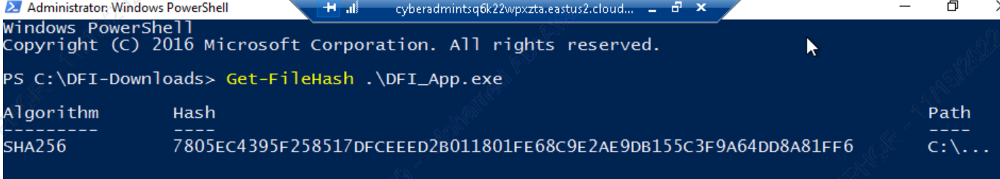 Administrator: Windows PowerShell
cyberadmintsq6k22wpxzta.eastus2.cloud...
Windows PowerShell
Copyright (C) 2016 Microsoft Corporation. All rights reserved.
PS C:\DFI-Downloads> Get-FileHash .\DFI_App.exe
Algorithm Hash Path
--------- ---- ----
SHA256 7805EC4395F258517DFCEEED2B011801FE68C9E2AE9DB155C3F9A64DD8A81FF6 C:\...